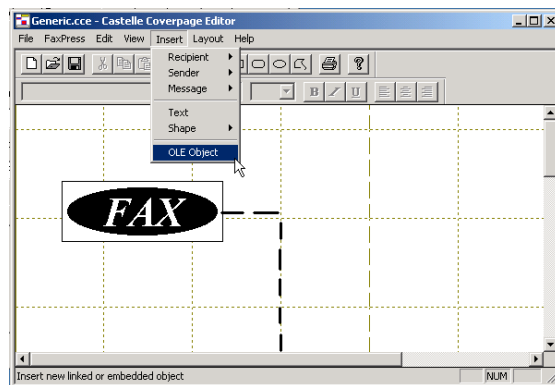 Generic.cce - Castelle Coverpage Editor
File FaxPress Edit View Insert Layout Help
Recipient
Sender
Message
B I U
Text
Shape
OLE Object
FAX
Insert new linked or embedded object NUM